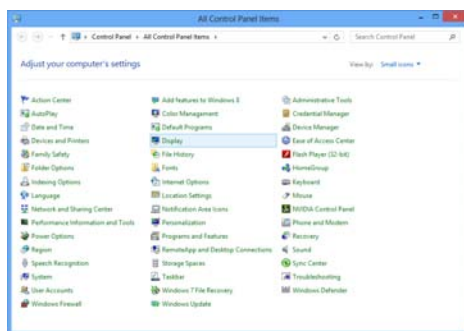 All Control Panel Items
Control Panel ▸ All Control Panel Items ▸
Search Control Panel
Adjust your computer's settings
View by: Small icons
Action Center
Add features to Windows 8
Administrative Tools
AutoPlay
Color Management
Credential Manager
Date and Time
Default Programs
Device Manager
Devices and Printers
Display
Ease of Access Center
Family Safety
File History
Flash Player (32-bit)
Folder Options
Fonts
HomeGroup
Indexing Options
Internet Options
Keyboard
Language
Location Settings
Mouse
Network and Sharing Center
Notification Area Icons
NVIDIA Control Panel
Performance Information and Tools
Personalization
Phone and Modem
Power Options
Programs and Features
Recovery
Region
RemoteApp and Desktop Connections
Sound
Speech Recognition
Storage Spaces
Sync Center
System
Taskbar
Troubleshooting
User Accounts
Windows 7 File Recovery
Windows Defender
Windows Firewall
Windows Update